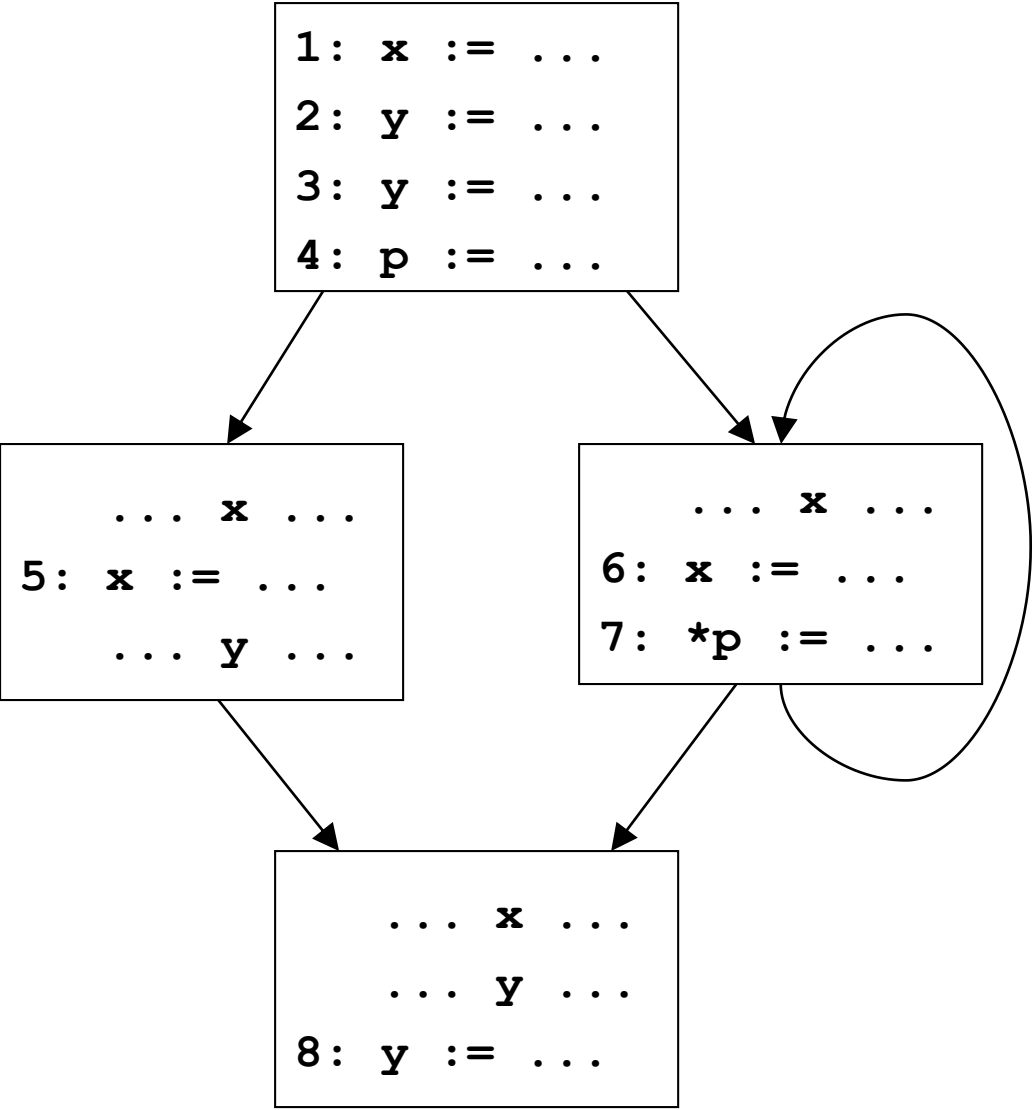 1: x := ...
2: y := ...
3: y := ...
4: p := ...
... x ...
5: x := ...
... y ...
... x ...
6: x := ...
7: *p := ...
... x ...
... y ...
8: y := ...